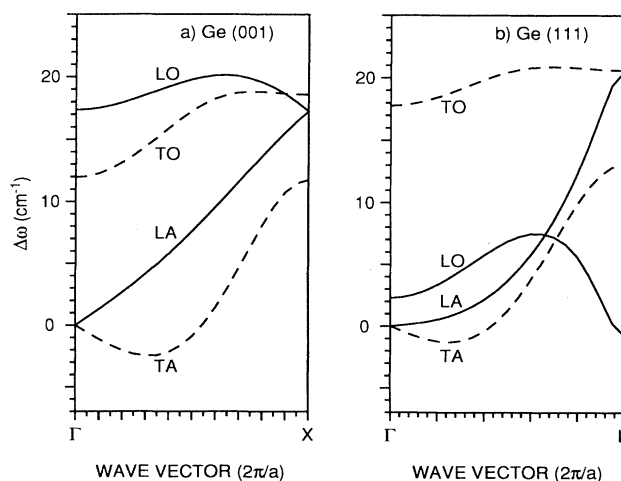 a) Ge (001)
b) Ge (111)
20
10
0
Δω (cm⁻¹)
LO
TO
LA
TA
Γ
X
WAVE VECTOR (2π/a)
20
10
0
TO
LO
LA
TA
Γ
WAVE VECTOR (2π/a)